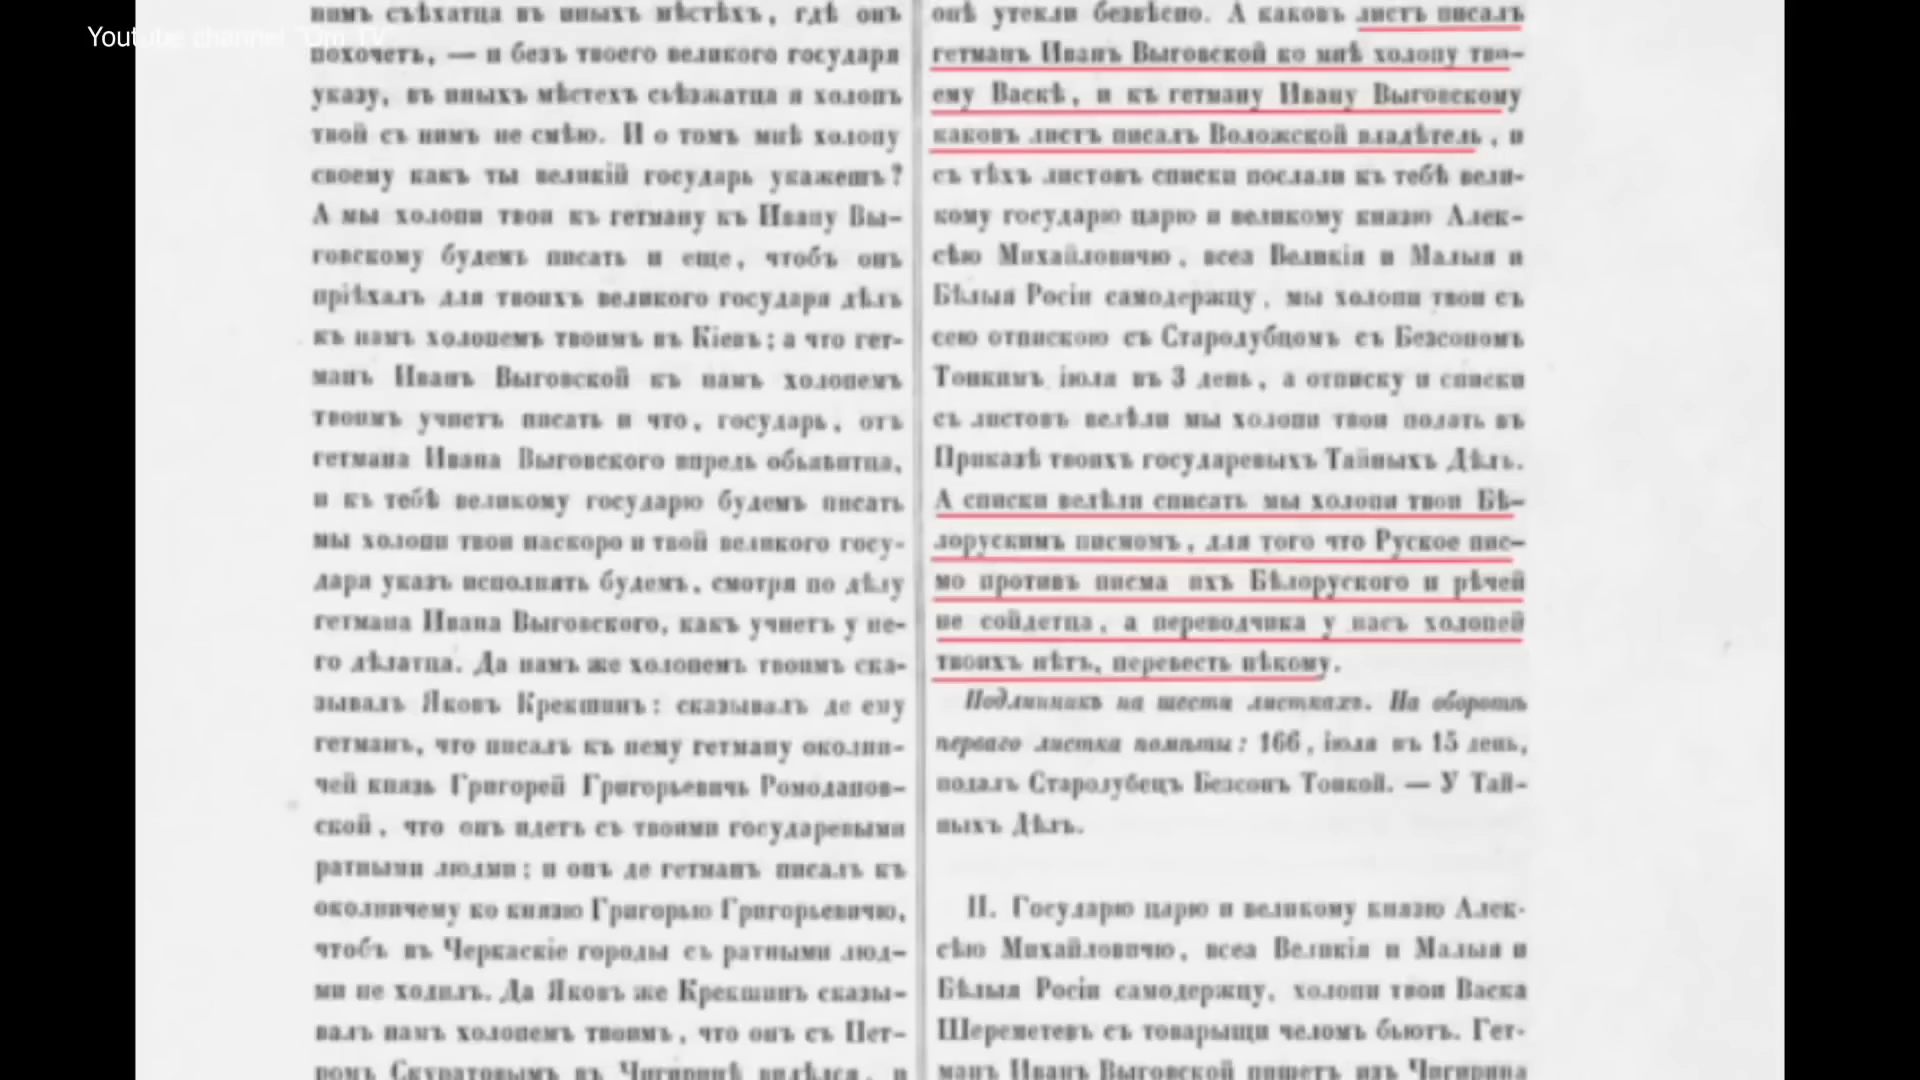 Youtube channel "Om TV"
нимъ съѣхатца въ иныхъ мѣстѣхъ, гдѣ онъ
похочетъ, — и безъ твоего великого государя
указу, въ иныхъ мѣстехъ съѣзжатца я холопъ
твой съ нимъ не смѣю. И о томъ мнѣ холопу
своему какъ ты великій государь укажешъ?
А мы холопи твои къ гетману къ Ивану Вы-
говскому будемъ писать и еще, чтобъ онъ
пріѣхалъ для твоихъ великого государя дѣлъ
къ намъ холопемъ твоимъ въ Кіевъ; а что гет-
манъ Иванъ Выговской къ намъ холопемъ
твоимъ учнетъ писать и что, государь, отъ
гетмана Ивана Выговского впредь объявитца,
и къ тебѣ великому государю будемъ писать
мы холопи твои наскоро и твой великого госу-
даря указъ исполнять будемъ, смотря по дѣлу
гетмана Ивана Выговского, какъ учнетъ у не-
го дѣлатца. Да намъ же холопемъ твоимъ ска-
зывалъ Яковъ Крекшинъ: сказывалъ де ему
гетманъ, что писалъ къ нему гетману околни-
чей князь Григорей Григорьевичь Ромоданов-
ской, что онъ идетъ съ твоими государевыми
ратными людми; и онъ де гетманъ писалъ къ
околничему ко князю Григорью Григорьевичю,
чтобъ въ Черкаскіе городы съ ратными люд-
ми не ходилъ. Да Яковъ же Крекшинъ сказы-
валъ намъ холопемъ твоимъ, что онъ съ Пет-
ромъ Скуратовымъ въ Чигиринѣ видѣлся, и
онѣ утекли безвѣсно. А каковъ листъ писалъ
гетманъ Иванъ Выговской ко мнѣ холопу тво-
ему Васкѣ, и къ гетману Ивану Выговскому
каковъ листъ писалъ Воложской владѣтель, и
съ тѣхъ листовъ списки послали къ тебѣ вели-
кому государю царю и великому князю Алек-
сѣю Михайловичю, всеа Великія и Малыя и
Бѣлыя Росіи самодержцу, мы холопи твои съ
сею отпискою съ Стародубцомъ съ Безсономъ
Тонкимъ іюля въ 3 день, а отписку и списки
съ листовъ велѣли мы холопи твои подать въ
Приказѣ твоихъ государевыхъ Тайныхъ Дѣлъ.
А списки велѣли списать мы холопи твои Бѣ-
лорускимъ писмомъ, для того что Руское пис-
мо противъ писма ихъ Бѣлоруского и рѣчей
не сойдетца, а переводчика у насъ холопей
твоихъ нѣтъ, перевесть нѣкому.
Подлинникъ на шести листкахъ. На оборотѣ
перваго листка помѣты: 166, іюля въ 15 день,
подалъ Стародубецъ Безсонъ Тонкой. — У Тай-
ныхъ Дѣлъ.
II. Государю царю и великому князю Алек-
сѣю Михайловичю, всеа Великія и Малыя и
Бѣлыя Росіи самодержцу, холопи твои Васка
Шереметевъ съ товарыщи челомъ бьютъ. Гет-
манъ Иванъ Выговской пишетъ изъ Чигирина